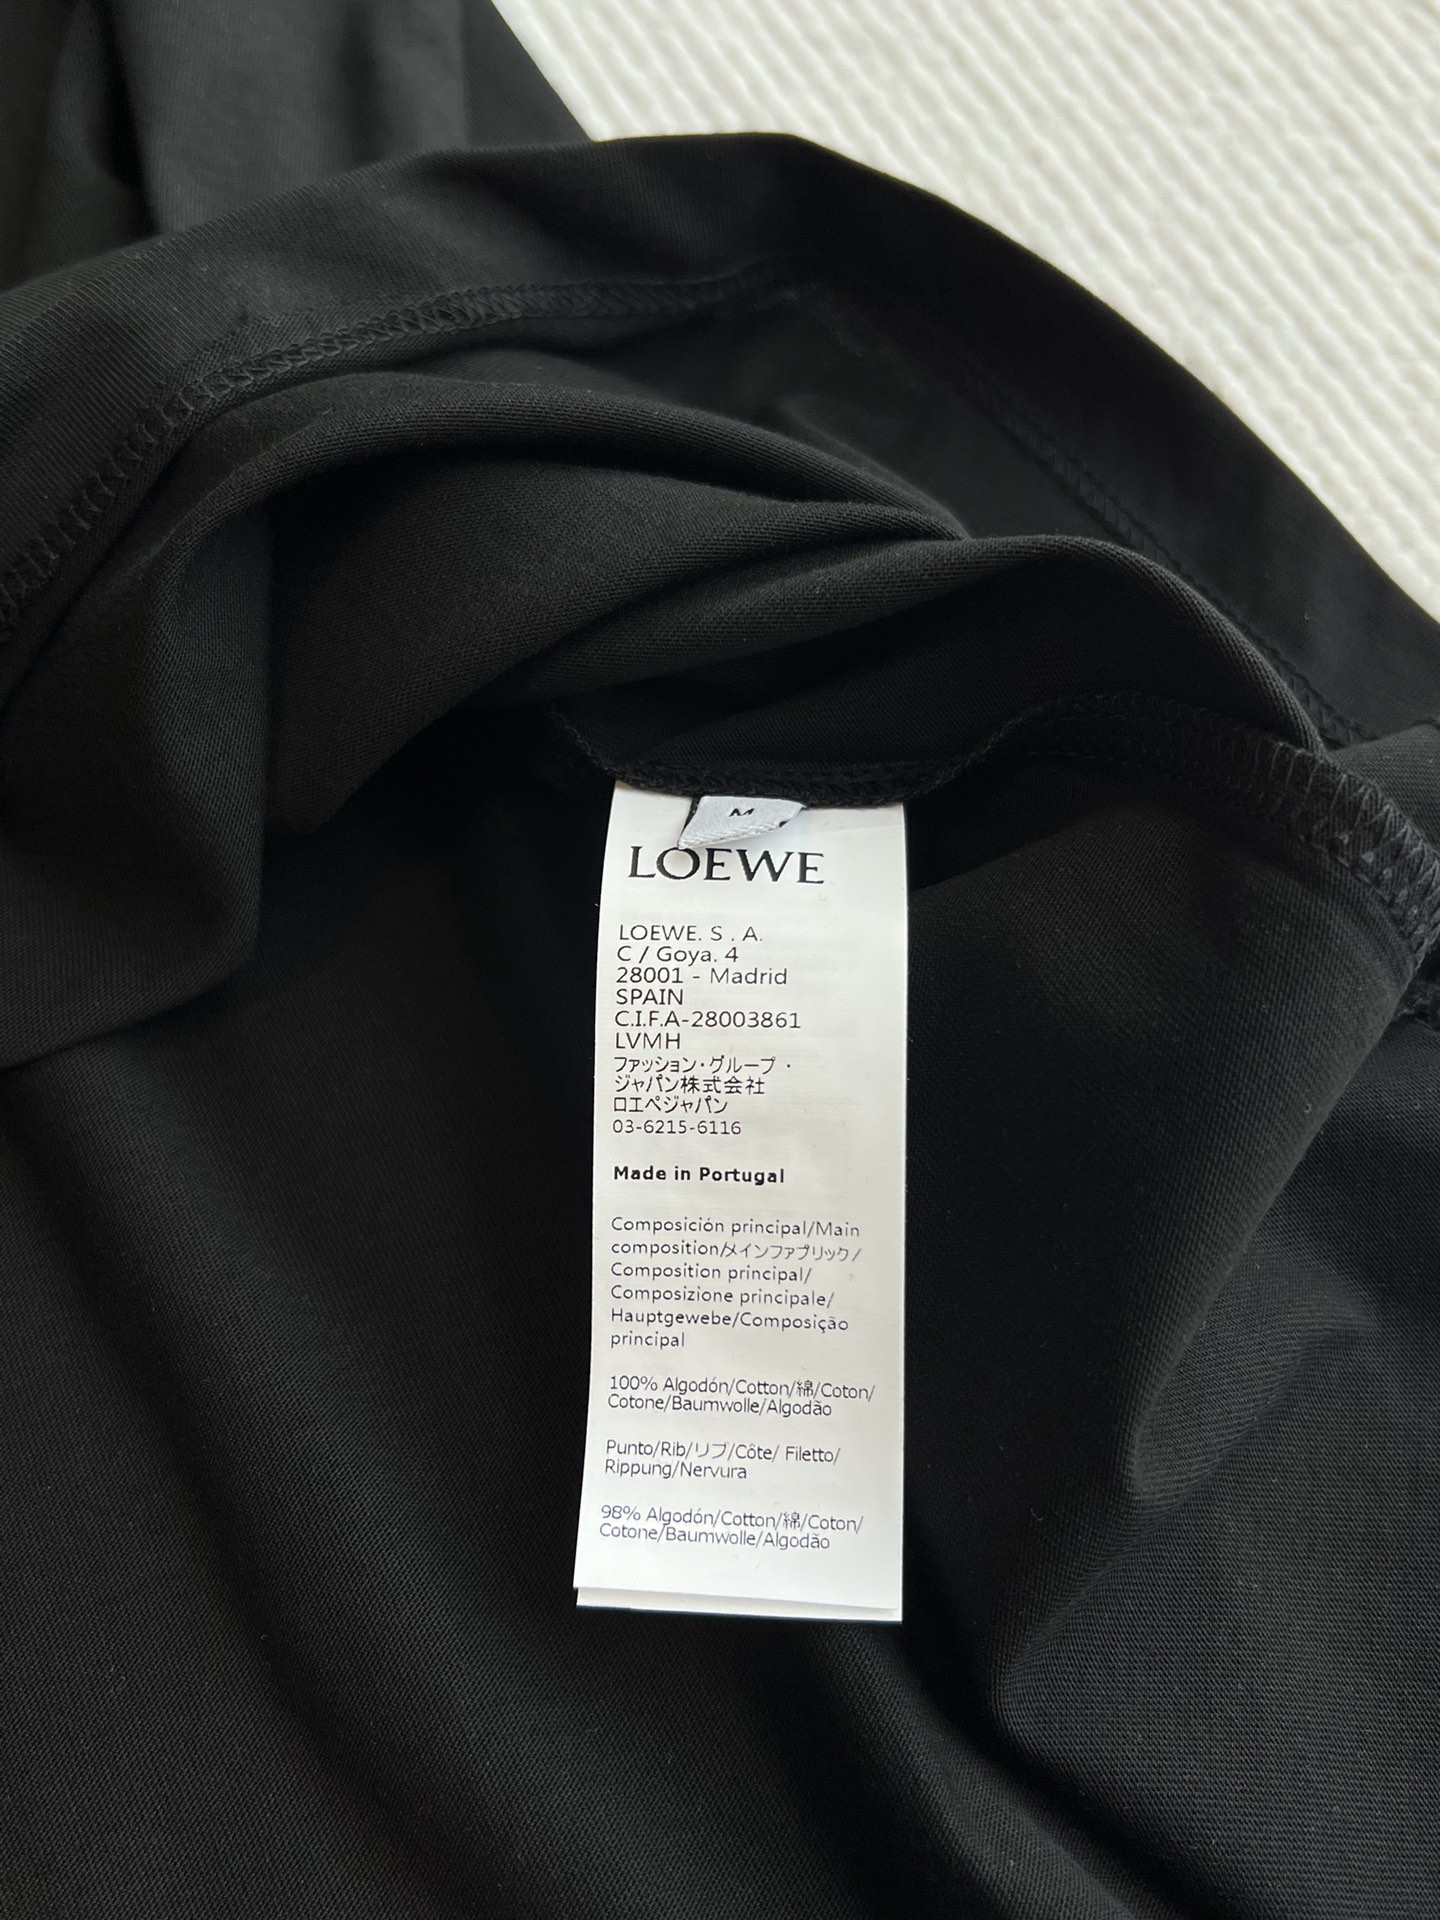 M
LOEWE
LOEWE. S . A.
C / Goya. 4
28001 - Madrid
SPAIN
C.I.F.A-28003861
LVMH
ファッション・グループ・
ジャパン株式会社
ロエベジャパン
03-6215-6116
Made in Portugal
Composición principal/Main
composition/メインファブリック/
Composition principal/
Composizione principale/
Hauptgewebe/Composição
principal
100% Algodón/Cotton/綿/Coton/
Cotone/Baumwolle/Algodão
Punto/Rib/リブ/Côte/ Filetto/
Rippung/Nervura
98% Algodón/Cotton/綿/Coton/
Cotone/Baumwolle/Algodão